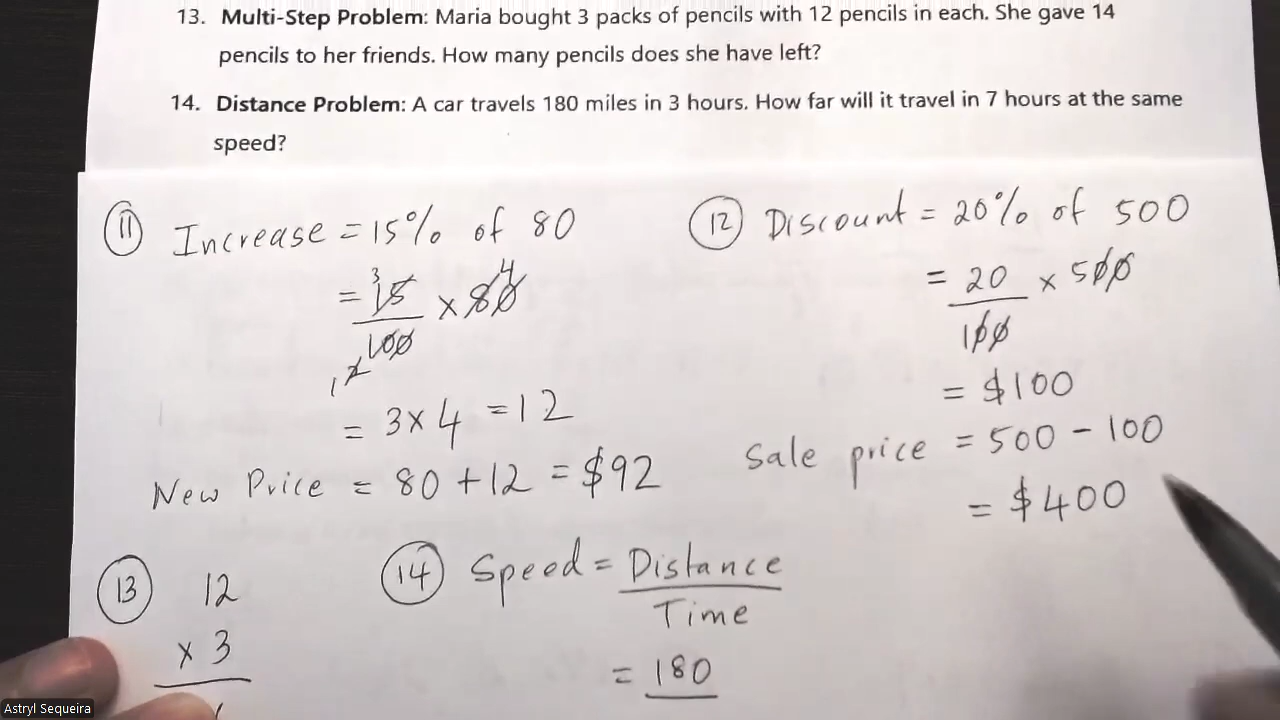 13. Multi-Step Problem: Maria bought 3 packs of pencils with 12 pencils in each. She gave 14
pencils to her friends. How many pencils does she have left?
14. Distance Problem: A car travels 180 miles in 3 hours. How far will it travel in 7 hours at the same
speed?
11 Increase = 15% of 80
3 4
= 15 × 80
100
1 2
= 3 × 4 = 12
New Price = 80 + 12 = $92
12 Discount = 20% of 500
= 20 × 500
100
= $100
Sale price = 500 - 100
= $400
13 12
× 3
14 Speed = Distance
Time
= 180
Astryl Sequeira